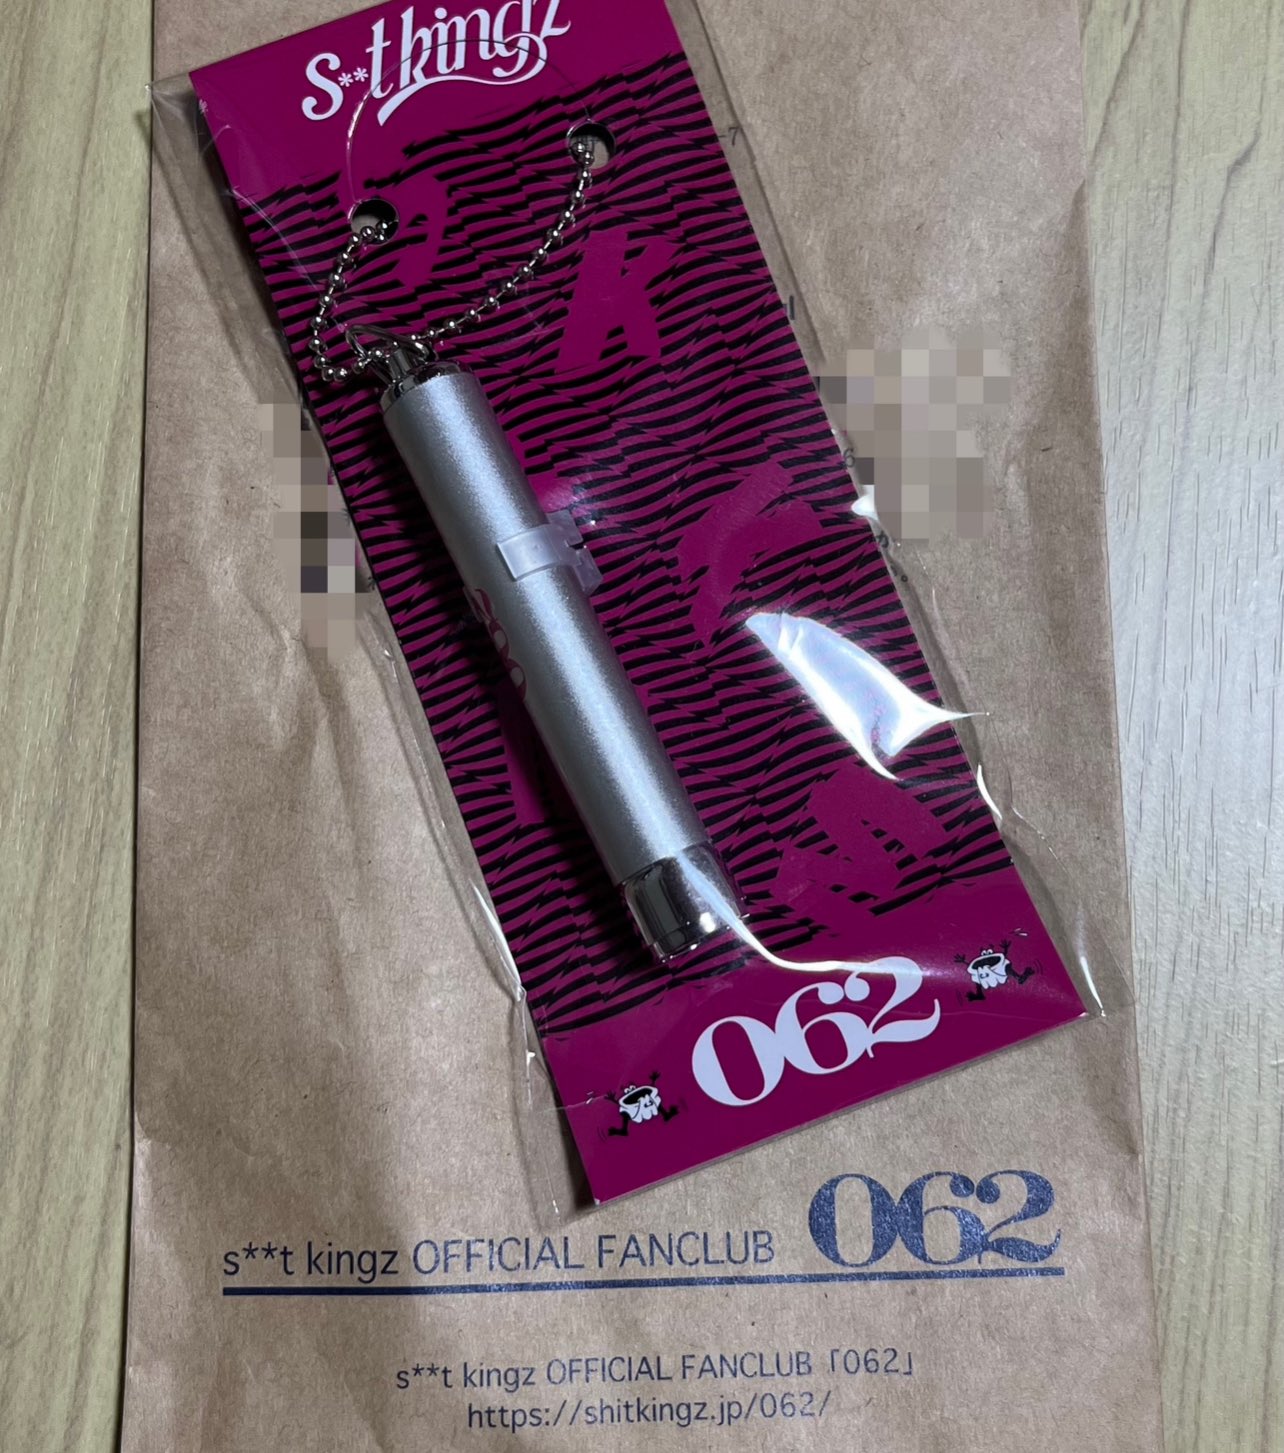 s**t kingz
062
s**t kingz OFFICIAL FANCLUB 062
s**t kingz OFFICIAL FANCLUB「062」
https://shitkingz.jp/062/